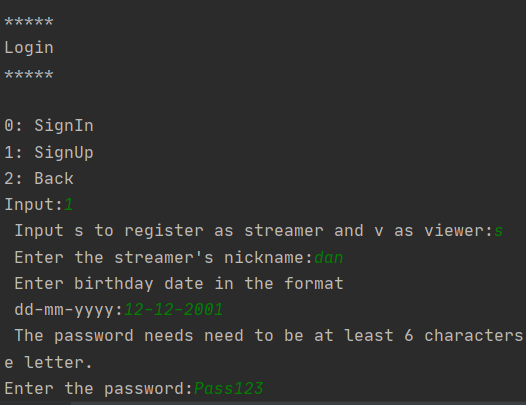 *****
Login
*****
0: SignIn
1: SignUp
2: Back
Input:1
Input s to register as streamer and v as viewer:s
Enter the streamer's nickname:dan
Enter birthday date in the format
dd-mm-yyyy:12-12-2001
The password needs need to be at least 6 characters
e letter.
Enter the password:Pass123